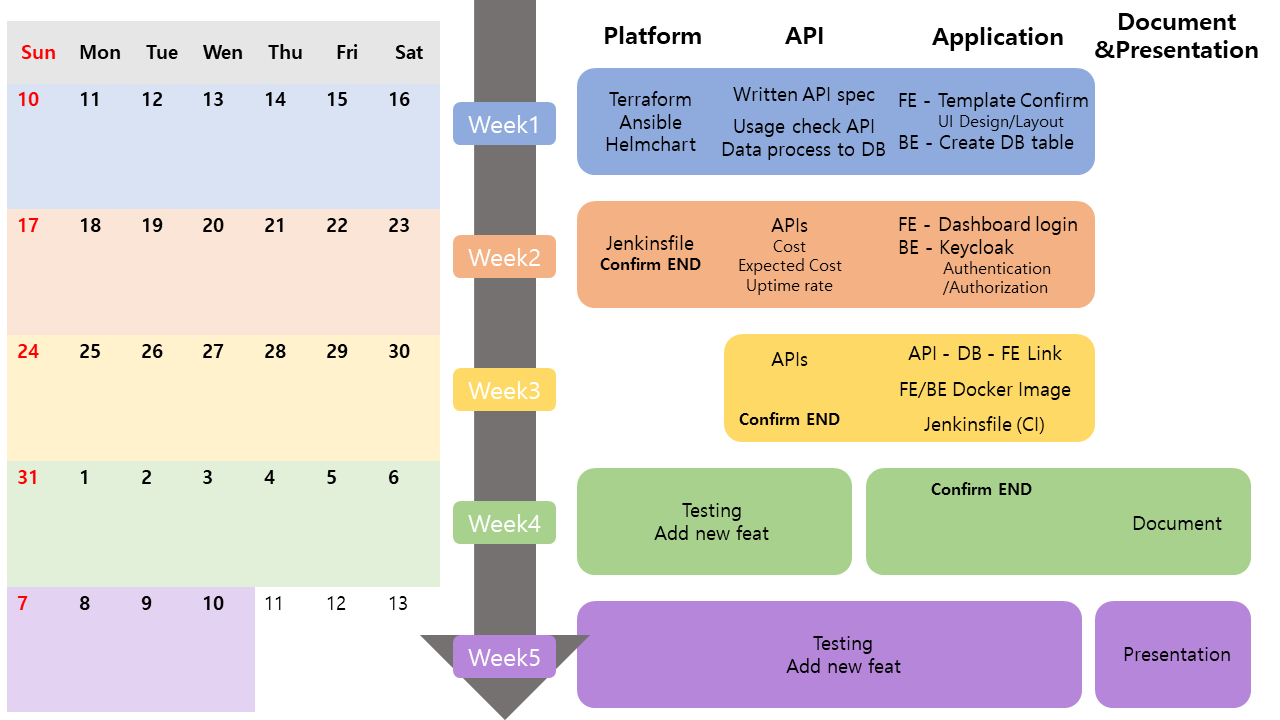 Sun Mon Tue Wen Thu Fri Sat
10 11 12 13 14 15 16
17 18 19 20 21 22 23
24 25 26 27 28 29 30
31 1 2 3 4 5 6
7 8 9 10 11 12 13
Platform
API
Application
Document
&Presentation
Week1
Terraform
Ansible
Helmchart
Written API spec
Usage check API
Data process to DB
FE - Template Confirm
UI Design/Layout
BE - Create DB table
Week2
Jenkinsfile
Confirm END
APIs
Cost
Expected Cost
Uptime rate
FE - Dashboard login
BE - Keycloak
Authentication
/Authorization
Week3
APIs
Confirm END
API - DB - FE Link
FE/BE Docker Image
Jenkinsfile (CI)
Week4
Testing
Add new feat
Confirm END
Document
Week5
Testing
Add new feat
Presentation